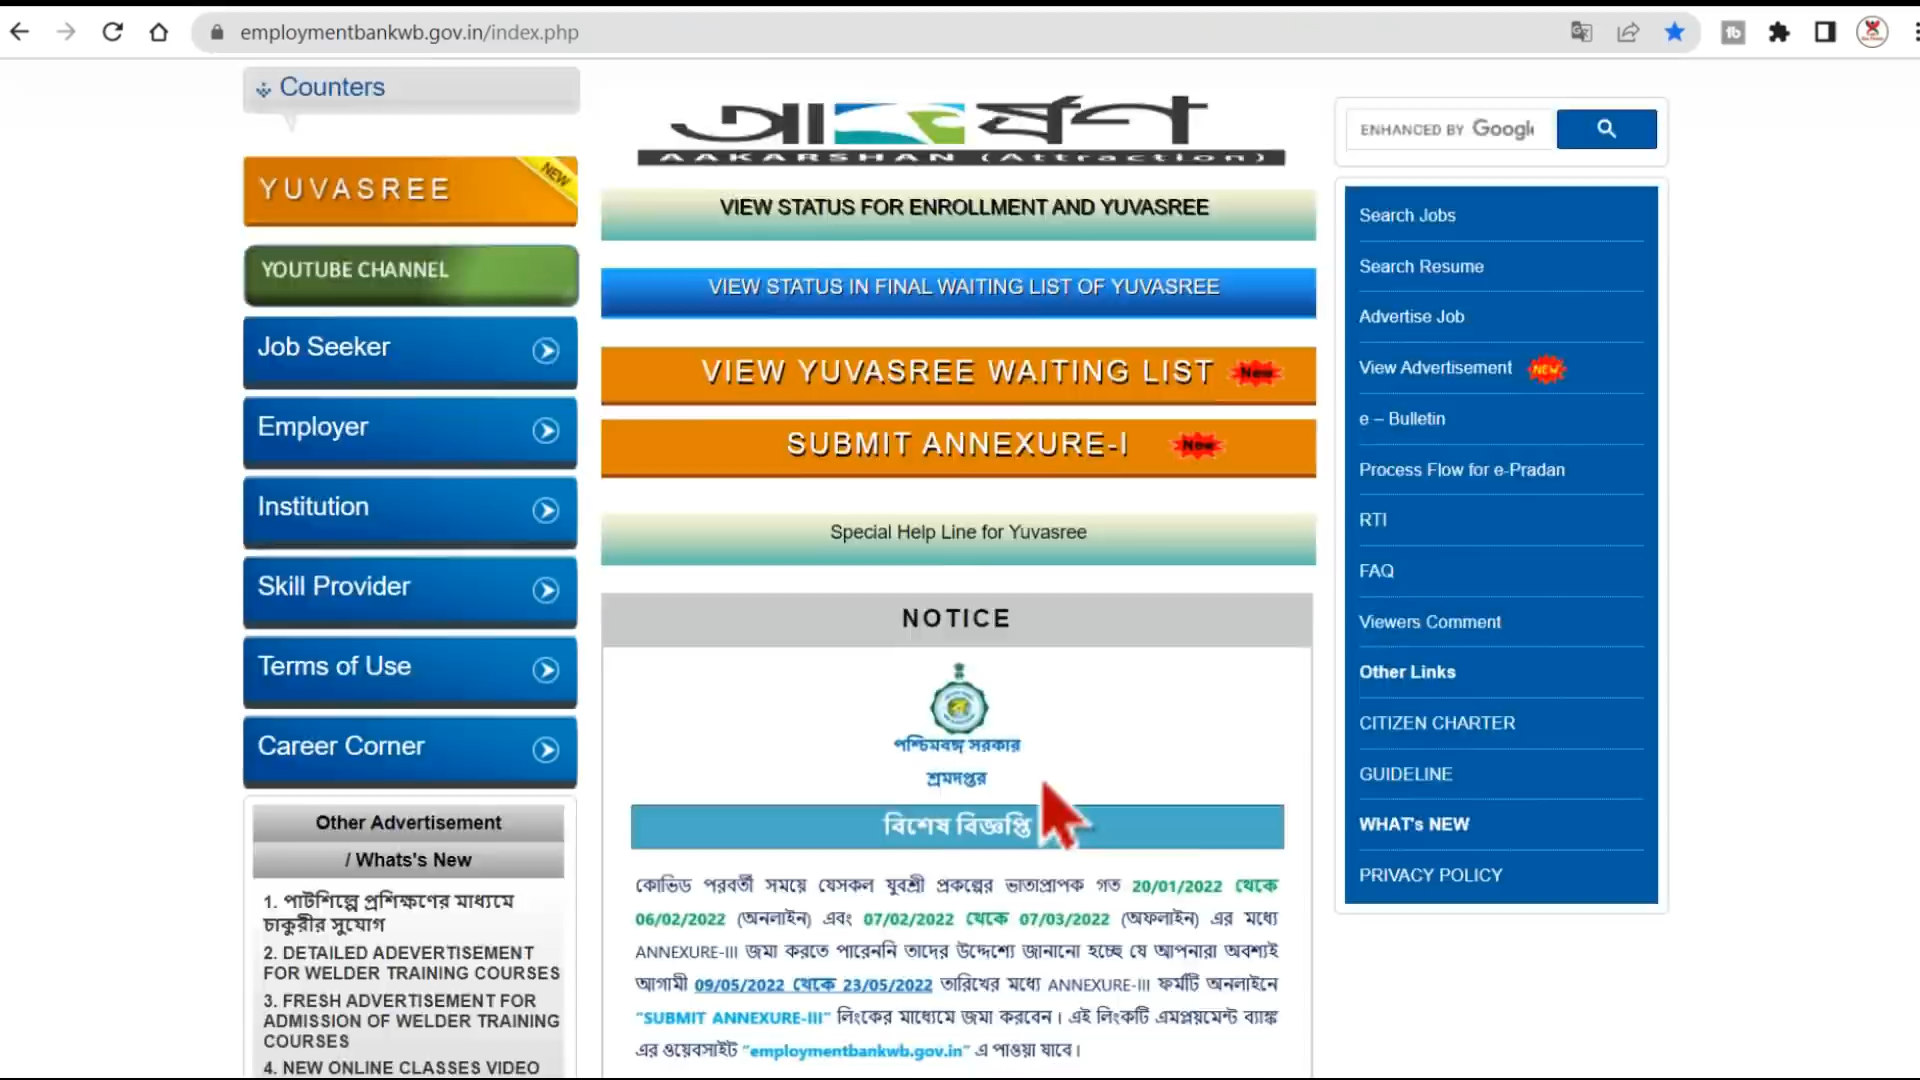 employmentbankwb.gov.in/index.php
Counters
YUVASREE
NEW
YOUTUBE CHANNEL
Job Seeker
Employer
Institution
Skill Provider
Terms of Use
Career Corner
Other Advertisement
/ Whats's New
1. পাটশিল্পে প্রশিক্ষণের মাধ্যমে
চাকুরীর সুযোগ
2. DETAILED ADEVERTISEMENT
FOR WELDER TRAINING COURSES
3. FRESH ADVERTISEMENT FOR
ADMISSION OF WELDER TRAINING
COURSES
4. NEW ONLINE CLASSES VIDEO
AAKARSHAN (Attraction)
VIEW STATUS FOR ENROLLMENT AND YUVASREE
VIEW STATUS IN FINAL WAITING LIST OF YUVASREE
VIEW YUVASREE WAITING LIST New
SUBMIT ANNEXURE-I New
Special Help Line for Yuvasree
NOTICE
পশ্চিমবঙ্গ সরকার
শ্রমদপ্তর
বিশেষ বিজ্ঞপ্তি
কোভিড পরবর্তী সময়ে যেসকল যুবশ্রী প্রকল্পের ভাতাপ্রাপক গত 20/01/2022 থেকে
06/02/2022 (অনলাইন) এবং 07/02/2022 থেকে 07/03/2022 (অফলাইন) এর মধ্যে
ANNEXURE-III জমা করতে পারেননি তাদের উদ্দেশ্যে জানানো হচ্ছে যে আপনারা অবশ্যই
আগামী 09/05/2022 থেকে 23/05/2022 তারিখের মধ্যে ANNEXURE-III ফর্মটি অনলাইনে
"SUBMIT ANNEXURE-III" লিংকের মাধ্যেমে জমা করবেন। এই লিংকটি এমপ্লয়মেন্ট ব্যাঙ্ক
এর ওয়েবসাইট "employmentbankwb.gov.in" এ পাওয়া যাবে।
ENHANCED BY Google
Search Jobs
Search Resume
Advertise Job
View Advertisement NEW
e – Bulletin
Process Flow for e-Pradan
RTI
FAQ
Viewers Comment
Other Links
CITIZEN CHARTER
GUIDELINE
WHAT's NEW
PRIVACY POLICY